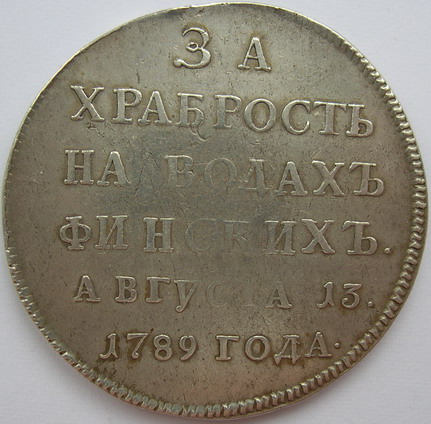 ЗА
ХРАБРОСТЬ
НА ВОДАХЪ
ФИНСКИХЪ.
АВГУСТА 13.
1789 ГОДА.